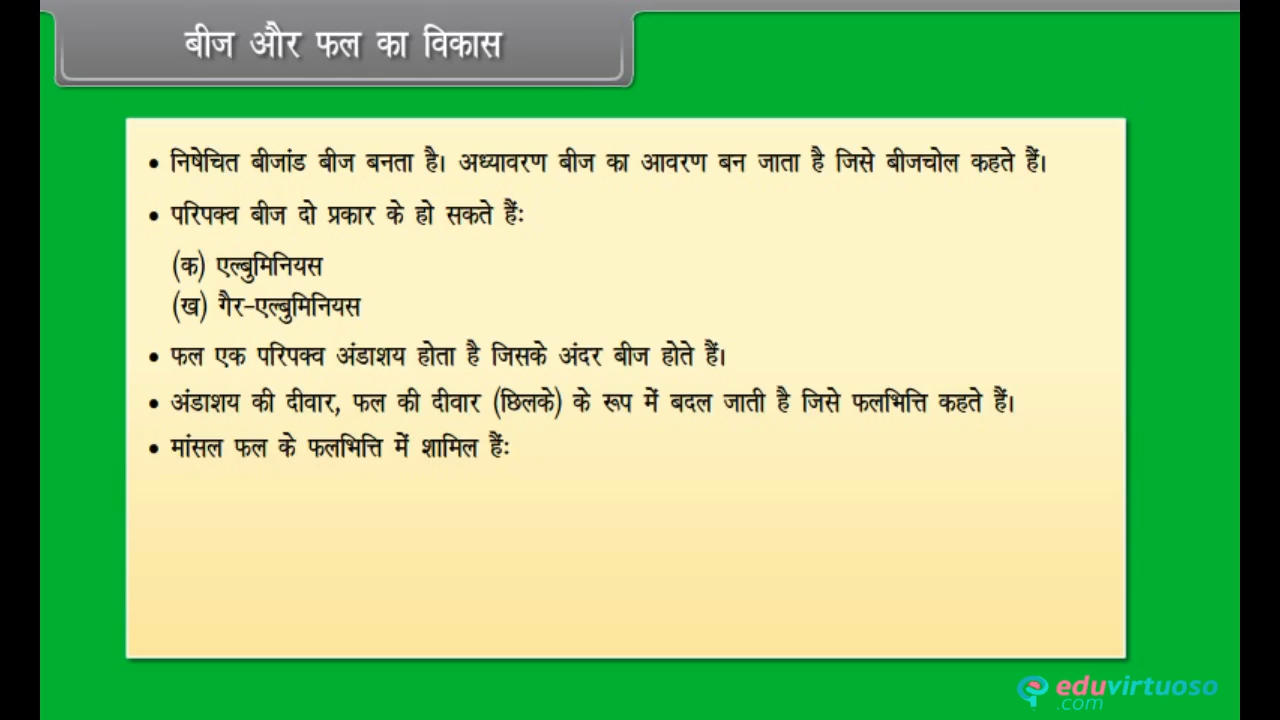 बीज और फल का विकास
• निषेचित बीजांड बीज बनता है। अध्यावरण बीज का आवरण बन जाता है जिसे बीजचोल कहते हैं।
• परिपक्व बीज दो प्रकार के हो सकते हैंः
(क) एल्बुमिनियस
(ख) गैर-एल्बुमिनियस
• फल एक परिपक्व अंडाशय होता है जिसके अंदर बीज होते हैं।
• अंडाशय की दीवार, फल की दीवार (छिलके) के रूप में बदल जाती है जिसे फलभित्ति कहते हैं।
• मांसल फल के फलभित्ति में शामिल हैंः
eduvirtuoso
.com